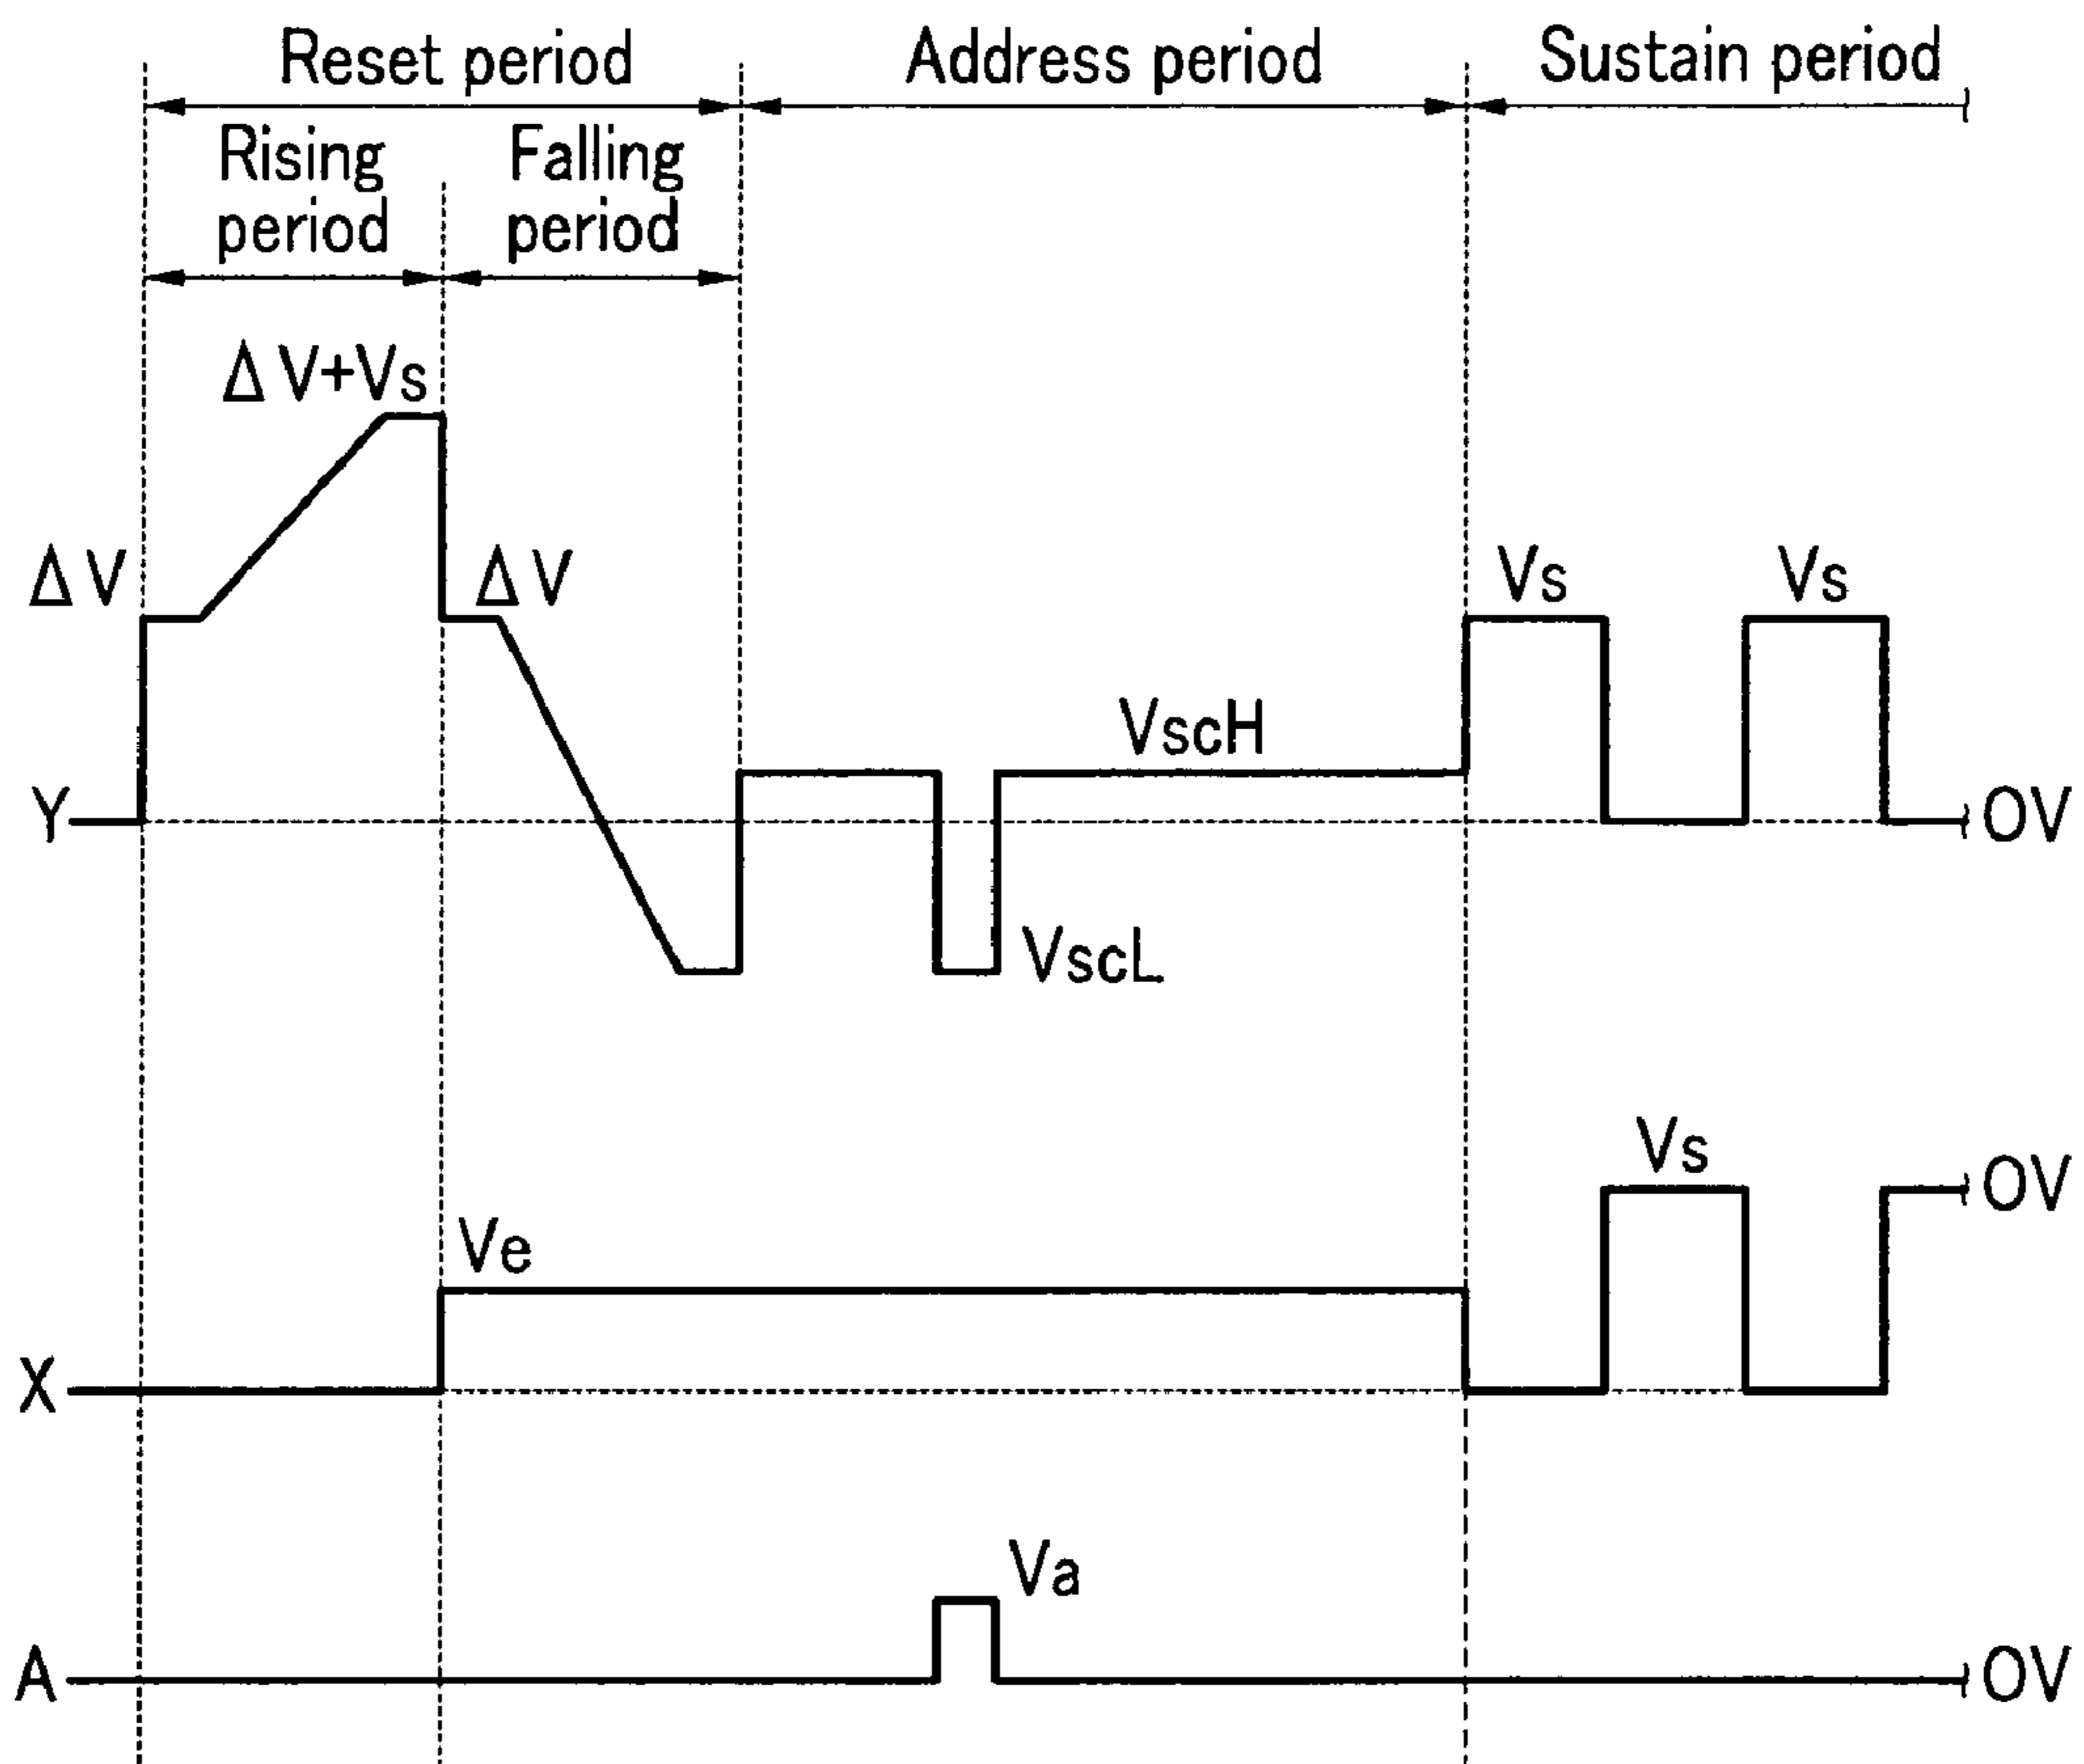 Reset period
Address period
Sustain period
Rising period
Falling period
ΔV+Vs
ΔV
ΔV
Vs
Vs
VscH
Y
0V
VscL
Vs
0V
Ve
X
Va
A
0V